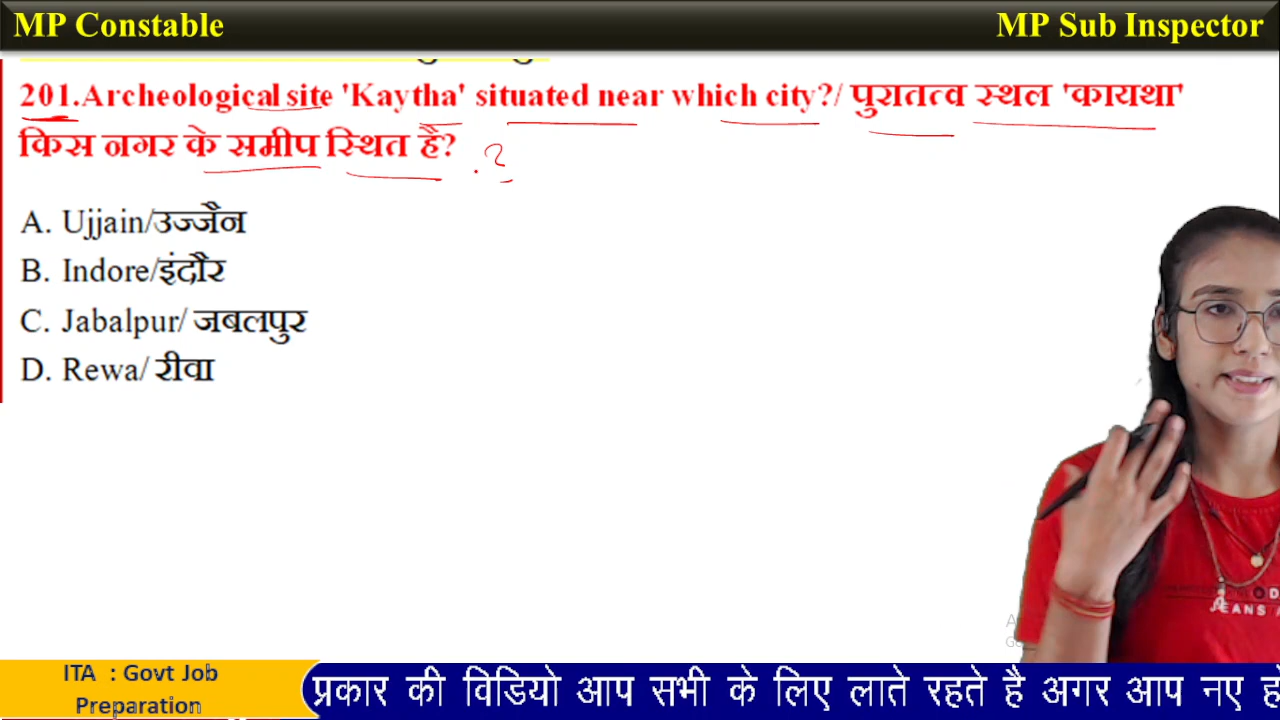 MP Constable
MP Sub Inspector
201.Archeological site 'Kaytha' situated near which city?/ पुरातत्व स्थल 'कायथा'
किस नगर के समीप स्थित है?
?
A. Ujjain/उज्जैन
B. Indore/इंदौर
C. Jabalpur/ जबलपुर
D. Rewa/ रीवा
JEANS
ITA : Govt Job
Preparation
प्रकार की विडियो आप सभी के लिए लाते रहते है अगर आप नए